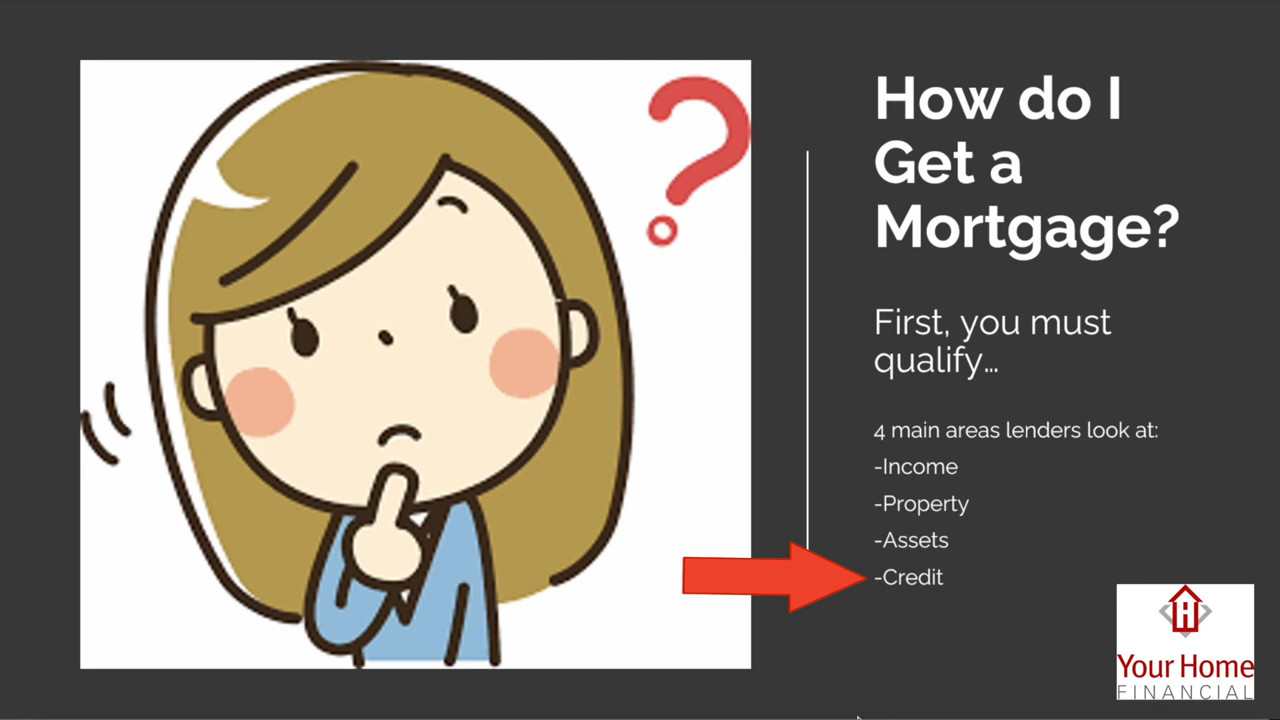 How do I
Get a
Mortgage?
First, you must
qualify...
4 main areas lenders look at:
-Income
-Property
-Assets
-Credit
?
H
Your Home
FINANCIAL